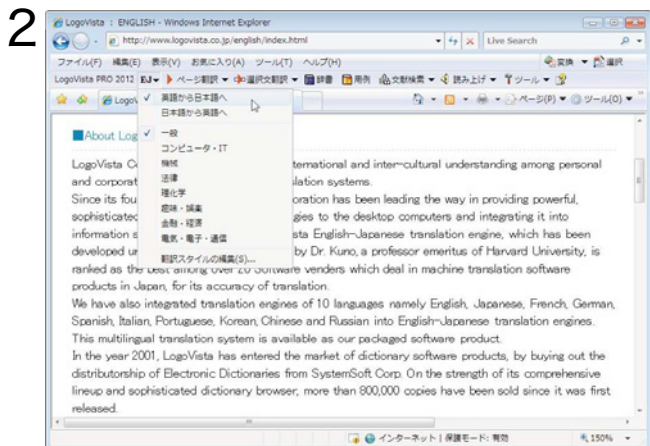 2
LogoVista : ENGLISH - Windows Internet Explorer
http://www.logovista.co.jp/english/index.html
Live Search
ファイル(F) 編集(E) 表示(V) お気に入り(A) ツール(T) ヘルプ(H)
変換 選択
LogoVista PRO 2012 EJ ページ翻訳 選択文翻訳 辞書 用例 文献検索 読み上げ ツール
LogoV
ページ(P) ツール(O)
英語から日本語へ
日本語から英語へ
一般
コンピュータ・IT
機械
法律
理化学
趣味・娯楽
金融・経済
電気・電子・通信
翻訳スタイルの編集(S)...
■About Log
LogoVista Co ternational and inter-cultural understanding among personal
and corporat lation systems.
Since its fou oration has been leading the way in providing powerful,
sophisticated gies to the desktop computers and integrating it into
information s sta English-Japanese translation engine, which has been
developed ur by Dr. Kuno, a professor emeritus of Harvard University, is
ranked as the best among over 20 Software venders which deal in machine translation software
products in Japan, for its accuracy of translation.
We have also integrated translation engines of 10 languages namely English, Japanese, French, German,
Spanish, Italian, Portuguese, Korean, Chinese and Russian into English-Japanese translation engines.
This multilingual translation system is available as our packaged software product.
In the year 2001, LogoVista has entered the market of dictionary software products, by buying out the
distributorship of Electronic Dictionaries from SystemSoft Corp. On the strength of its comprehensive
lineup and sophisticated dictionary browser, more than 800,000 copies have been sold since it was first
released.
インターネット | 保護モード: 有効
150%